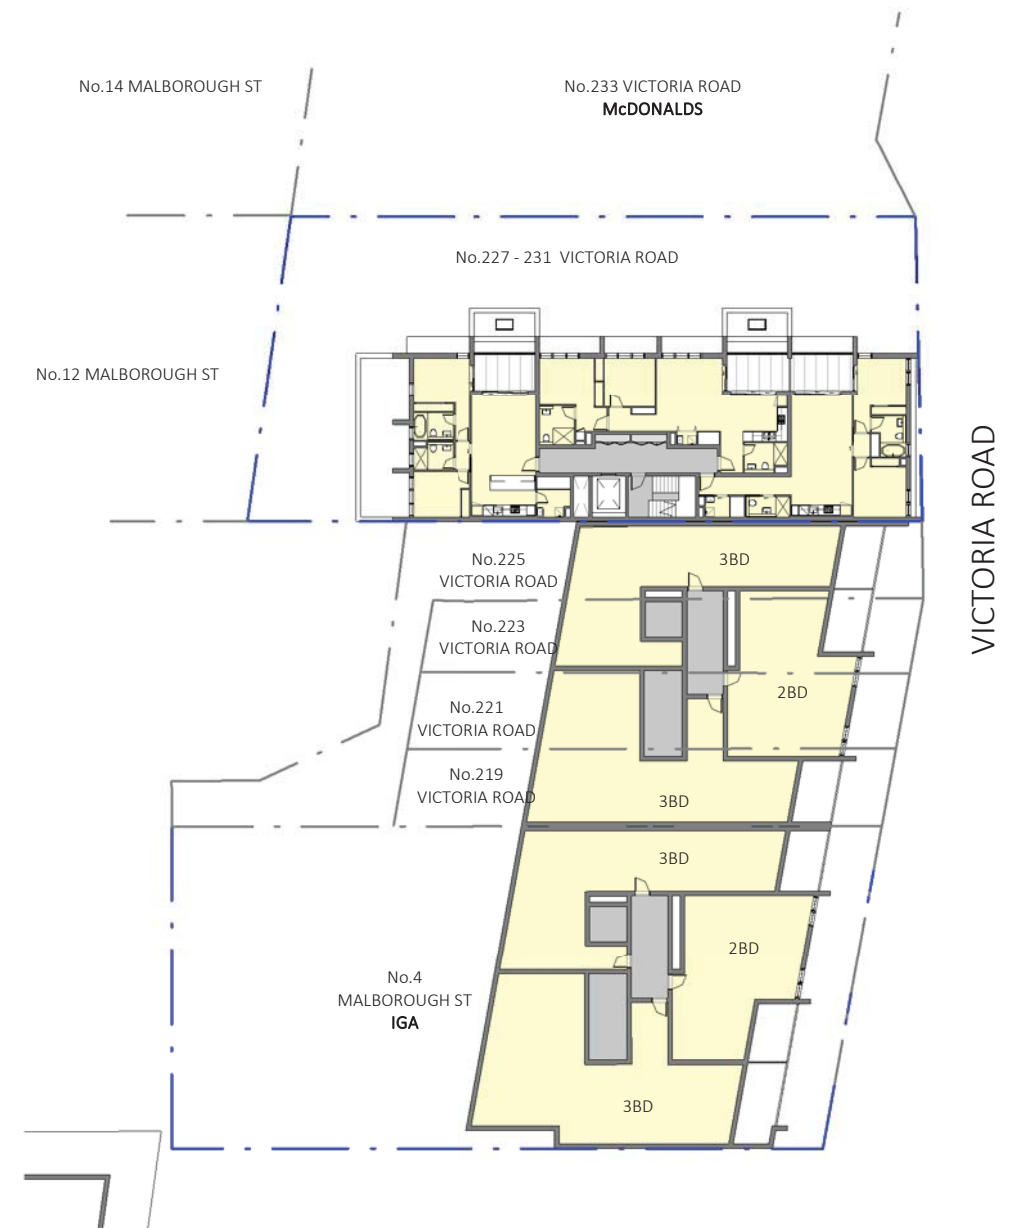 No.14 MALBOROUGH ST
No.233 VICTORIA ROAD
McDONALDS
No.227 - 231 VICTORIA ROAD
No.12 MALBOROUGH ST
VICTORIA ROAD
No.225
VICTORIA ROAD
3BD
No.223
VICTORIA ROAD
2BD
No.221
VICTORIA ROAD
No.219
VICTORIA ROAD
3BD
3BD
2BD
No.4
MALBOROUGH ST
IGA
3BD